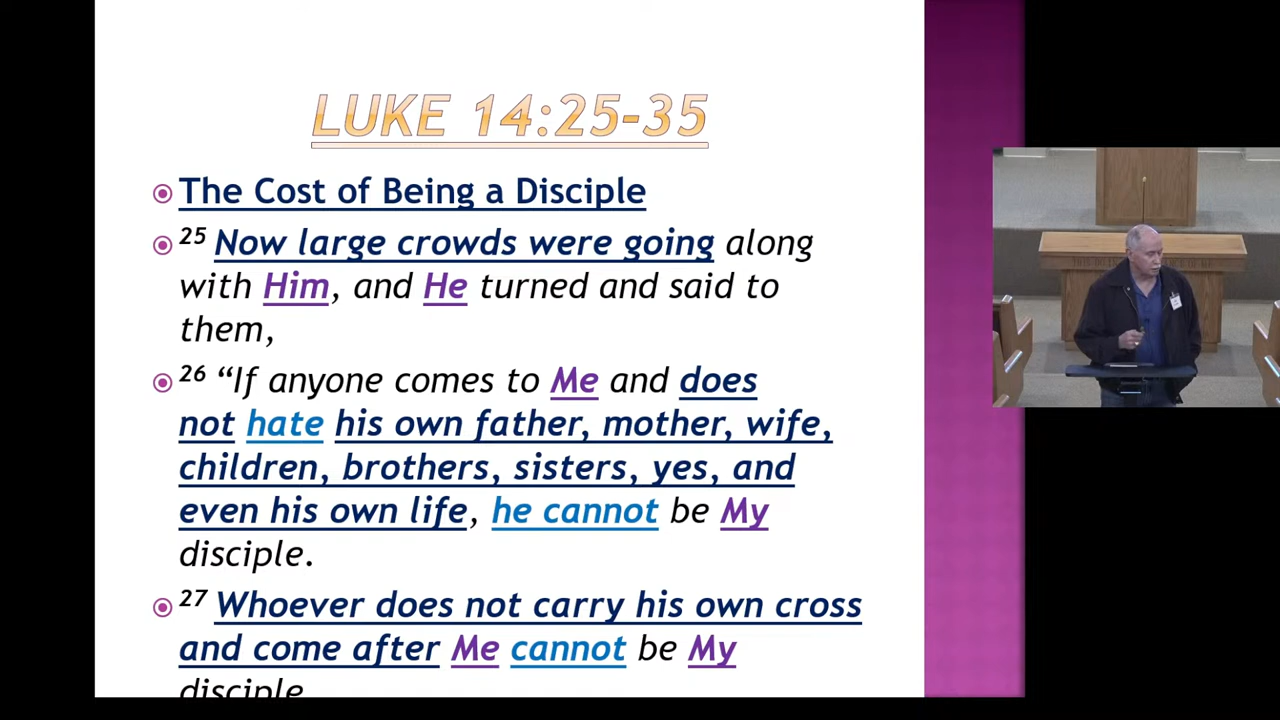 LUKE 14:25-35
The Cost of Being a Disciple
25 Now large crowds were going along
with Him, and He turned and said to
them,
26 “If anyone comes to Me and does
not hate his own father, mother, wife,
children, brothers, sisters, yes, and
even his own life, he cannot be My
disciple.
27 Whoever does not carry his own cross
and come after Me cannot be My
disciple